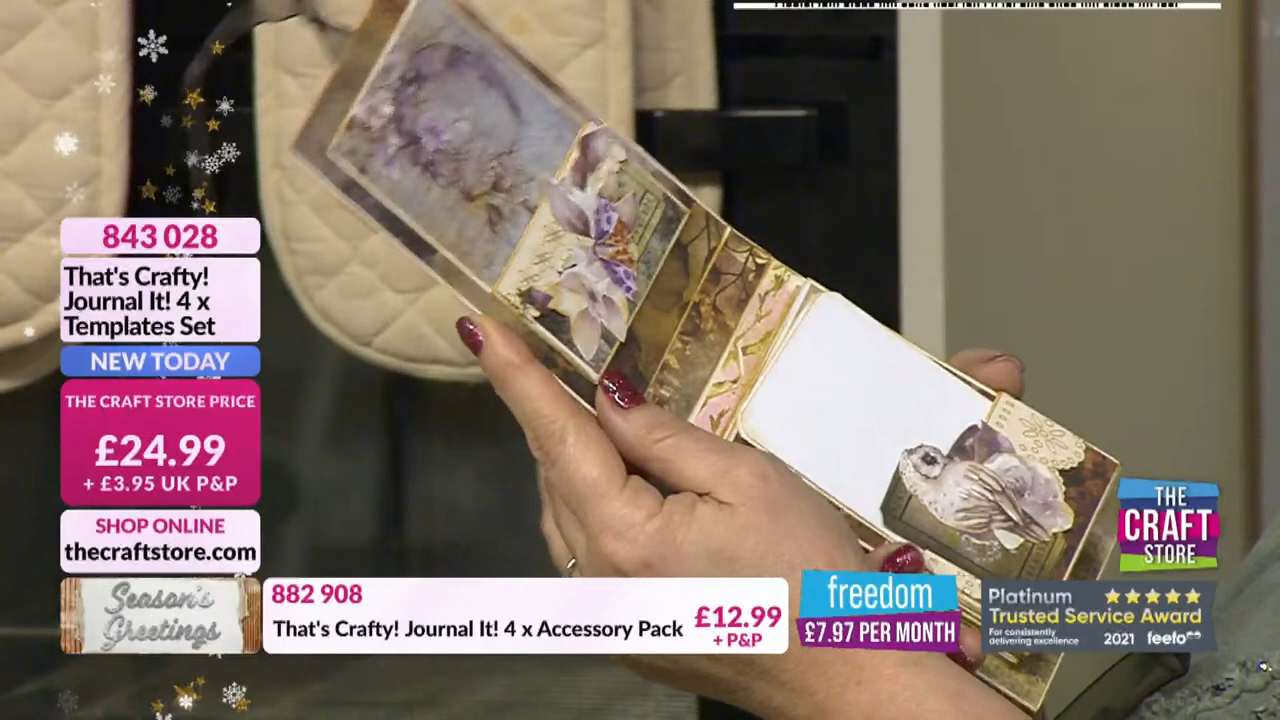 843 028
That's Crafty!
Journal It! 4 x
Templates Set
NEW TODAY
THE CRAFT STORE PRICE
£24.99
+ £3.95 UK P&P
SHOP ONLINE
thecraftstore.com
Season's
Greetings
882 908
That's Crafty! Journal It! 4 x Accessory Pack
£12.99
+ P&P
freedom
£7.97 PER MONTH
THE
CRAFT
STORE
Platinum
Trusted Service Award
For consistently
delivering excellence
2021 feefo